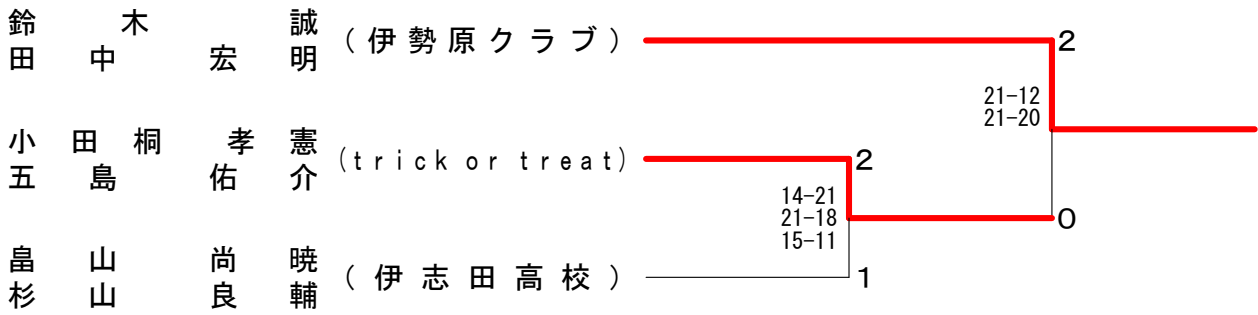 鈴木誠
田中宏明
(伊勢原クラブ)
2
21-12
21-20
小田桐孝憲
五島佑介
(trick or treat)
2
14-21
21-18
15-11
0
畠山尚暁
杉山良輔
(伊志田高校)
1